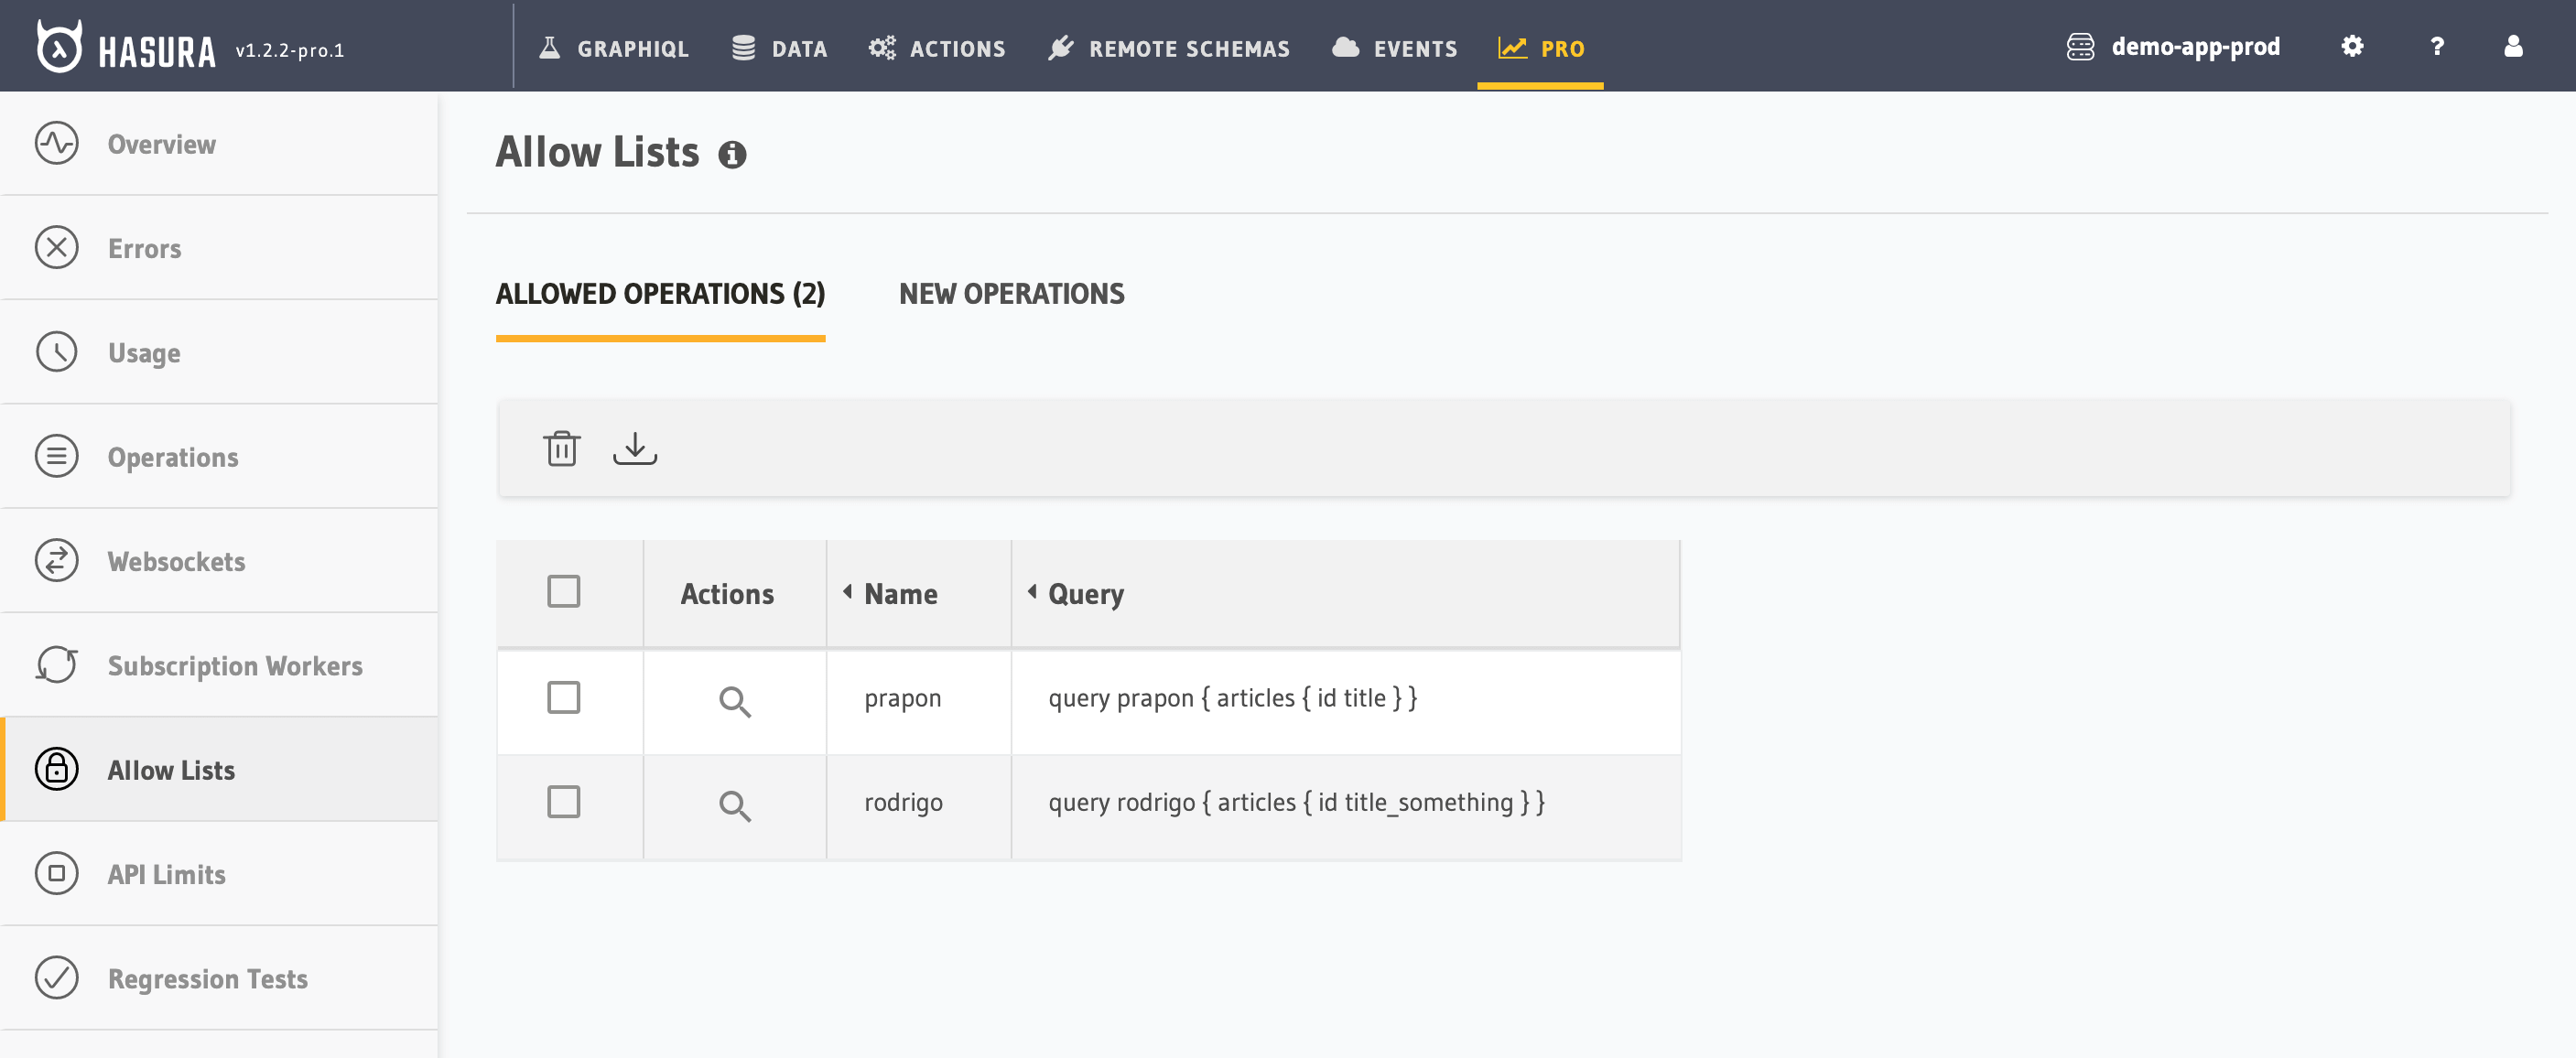 HASURA v1.2.2-pro.1 GRAPHIQL DATA ACTIONS REMOTE SCHEMAS EVENTS PRO demo-app-prod ?
Overview
Errors
Usage
Operations
Websockets
Subscription Workers
Allow Lists
API Limits
Regression Tests
Allow Lists
ALLOWED OPERATIONS (2) NEW OPERATIONS
Actions Name Query
prapon query prapon { articles { id title } }
rodrigo query rodrigo { articles { id title_something } }